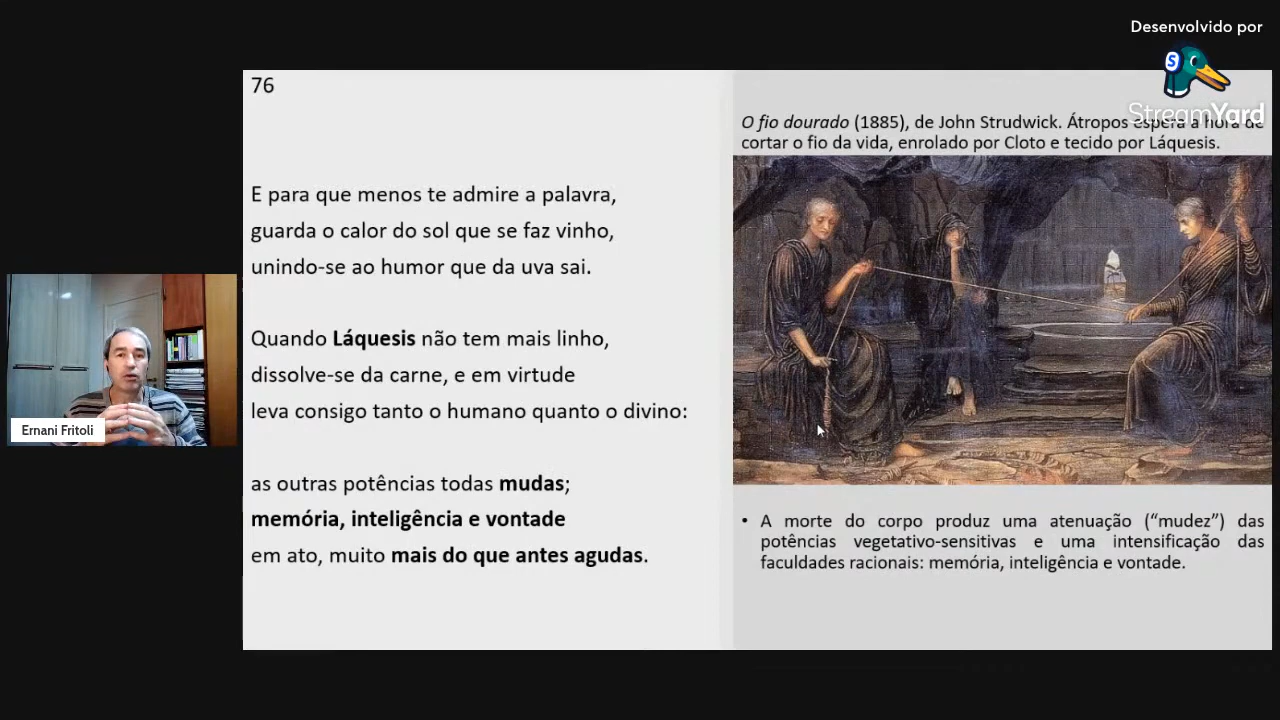 Desenvolvido por
StreamYard
76
E para que menos te admire a palavra,
guarda o calor do sol que se faz vinho,
unindo-se ao humor que da uva sai.
Quando Láquesis não tem mais linho,
dissolve-se da carne, e em virtude
leva consigo tanto o humano quanto o divino:
as outras potências todas mudas;
memória, inteligência e vontade
em ato, muito mais do que antes agudas.
O fio dourado (1885), de John Strudwick. Átropos espera a hora de
cortar o fio da vida, enrolado por Cloto e tecido por Láquesis.
• A morte do corpo produz uma atenuação (“mudez”) das
potências vegetativo-sensitivas e uma intensificação das
faculdades racionais: memória, inteligência e vontade.
Ernani Fritoli